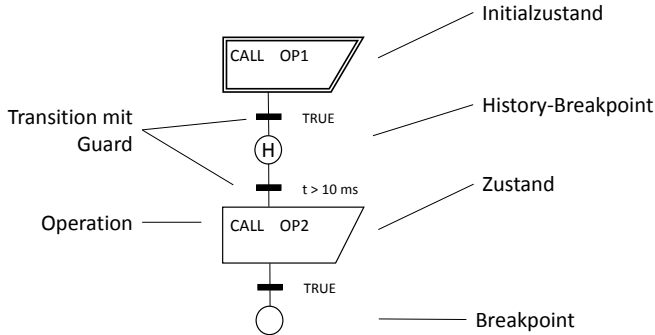 Initialzustand
CALL OP1
TRUE
Transition mit
Guard
History-Breakpoint
H
t > 10 ms
Zustand
Operation
CALL OP2
TRUE
Breakpoint